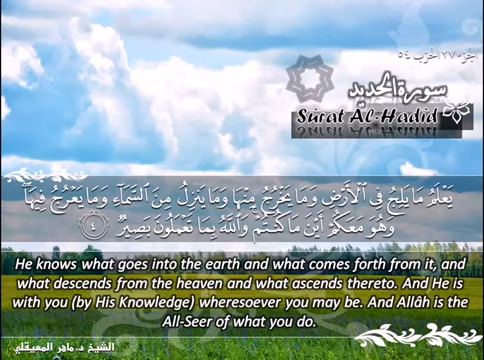 الجزء ٢٧ الحزب ٥٤
سورة الحديد
Sûrat Al-Hadîd
يَعْلَمُ مَا يَلِجُ فِي الْأَرْضِ وَمَا يَخْرُجُ مِنْهَا وَمَا يَنزِلُ مِنَ السَّمَاءِ وَمَا يَعْرُجُ فِيهَا
وَهُوَ مَعَكُمْ أَيْنَ مَا كُنتُمْ وَاللَّهُ بِمَا تَعْمَلُونَ بَصِيرٌ ٤
He knows what goes into the earth and what comes forth from it, and
what descends from the heaven and what ascends thereto. And He is
with you (by His Knowledge) wheresoever you may be. And Allâh is the
All-Seer of what you do.
الشيخ د. ماهر المعيقلي